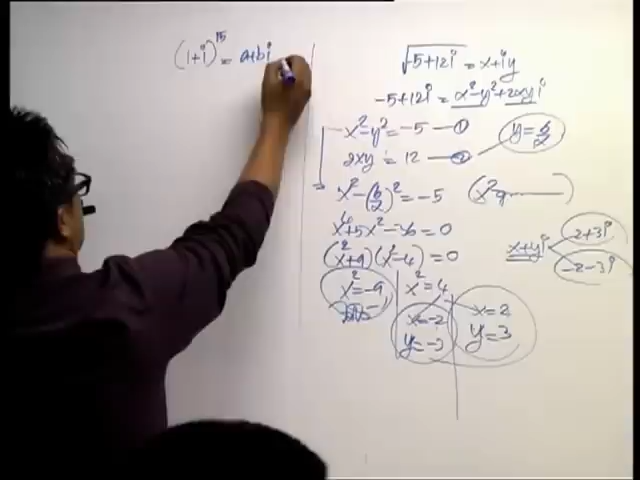 (1+i)^15 = a+bi
√-5+12i = x+iy
-5+12i = x²-y²+2xyi
x²-y² = -5 — ①
2xy = 12 — ②
y = 6/x
x² - (6/x)² = -5
x⁴+5x²-36=0
(x²+9)(x²-4)=0
x²=-9
x²=4
x=-2
y=-3
x=2
y=3
x+yi
2+3i
-2-3i